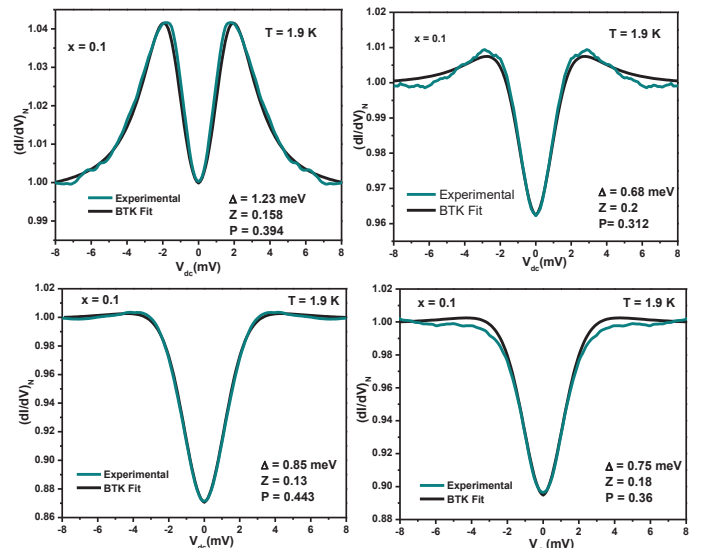 x = 0.1
T = 1.9 K
(dI/dV)N
1.04
1.03
1.02
1.00
0.99
Experimental
BTK Fit
Δ = 1.23 meV
Z = 0.158
P = 0.394
-8 -6 -4 -2 0 2 4 6 8
Vdc(mV)
x = 0.1
T = 1.9 K
(dI/dV)N
1.02
1.00
0.99
0.98
0.96
Experimental
BTK Fit
Δ = 0.68 meV
Z = 0.2
P= 0.312
-8 -6 -4 -2 0 2 4 6 8
Vdc(mV)
x = 0.1
T = 1.9 K
(dI/dV)N
1.02
1.00
0.98
0.96
0.94
0.92
0.90
0.88
0.86
Experimental
BTK Fit
Δ = 0.85 meV
Z = 0.13
P = 0.443
-8 -6 -4 -2 0 2 4 6 8
Vdc(mV)
x = 0.1
T = 1.9 K
(dI/dV)N
1.02
1.00
0.98
0.96
0.94
0.92
0.90
0.88
Experimental
BTK Fit
Δ = 0.75 meV
Z = 0.18
P = 0.36
-8 -6 -4 -2 0 2 4 6 8
(mV)